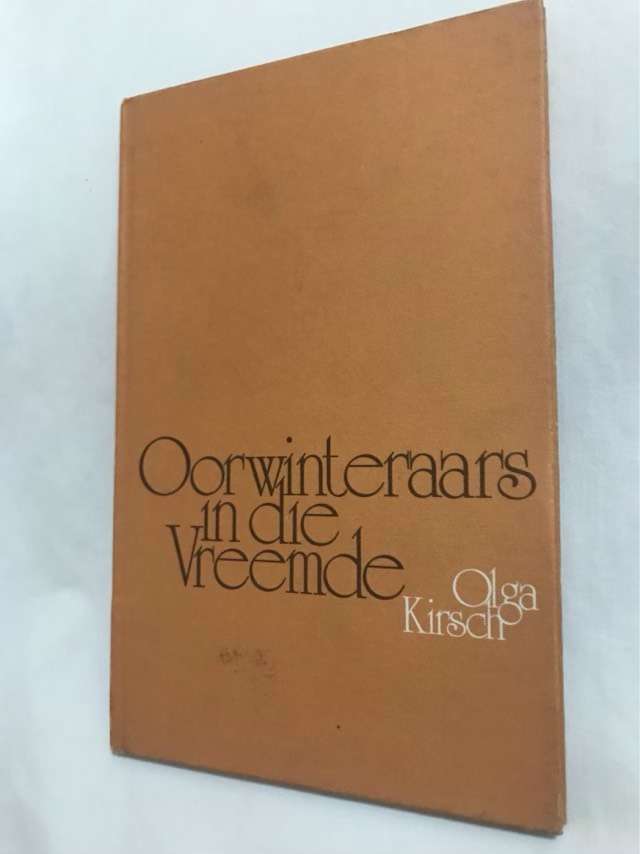 Oorwinteraars
in die
Vreemde
Olga
Kirsch